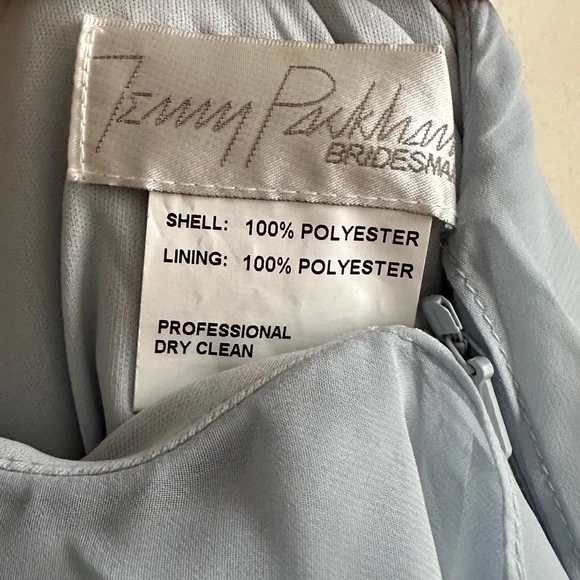 Jenny Packham
BRIDESMA
SHELL: 100% POLYESTER
LINING: 100% POLYESTER
PROFESSIONAL
DRY CLEAN